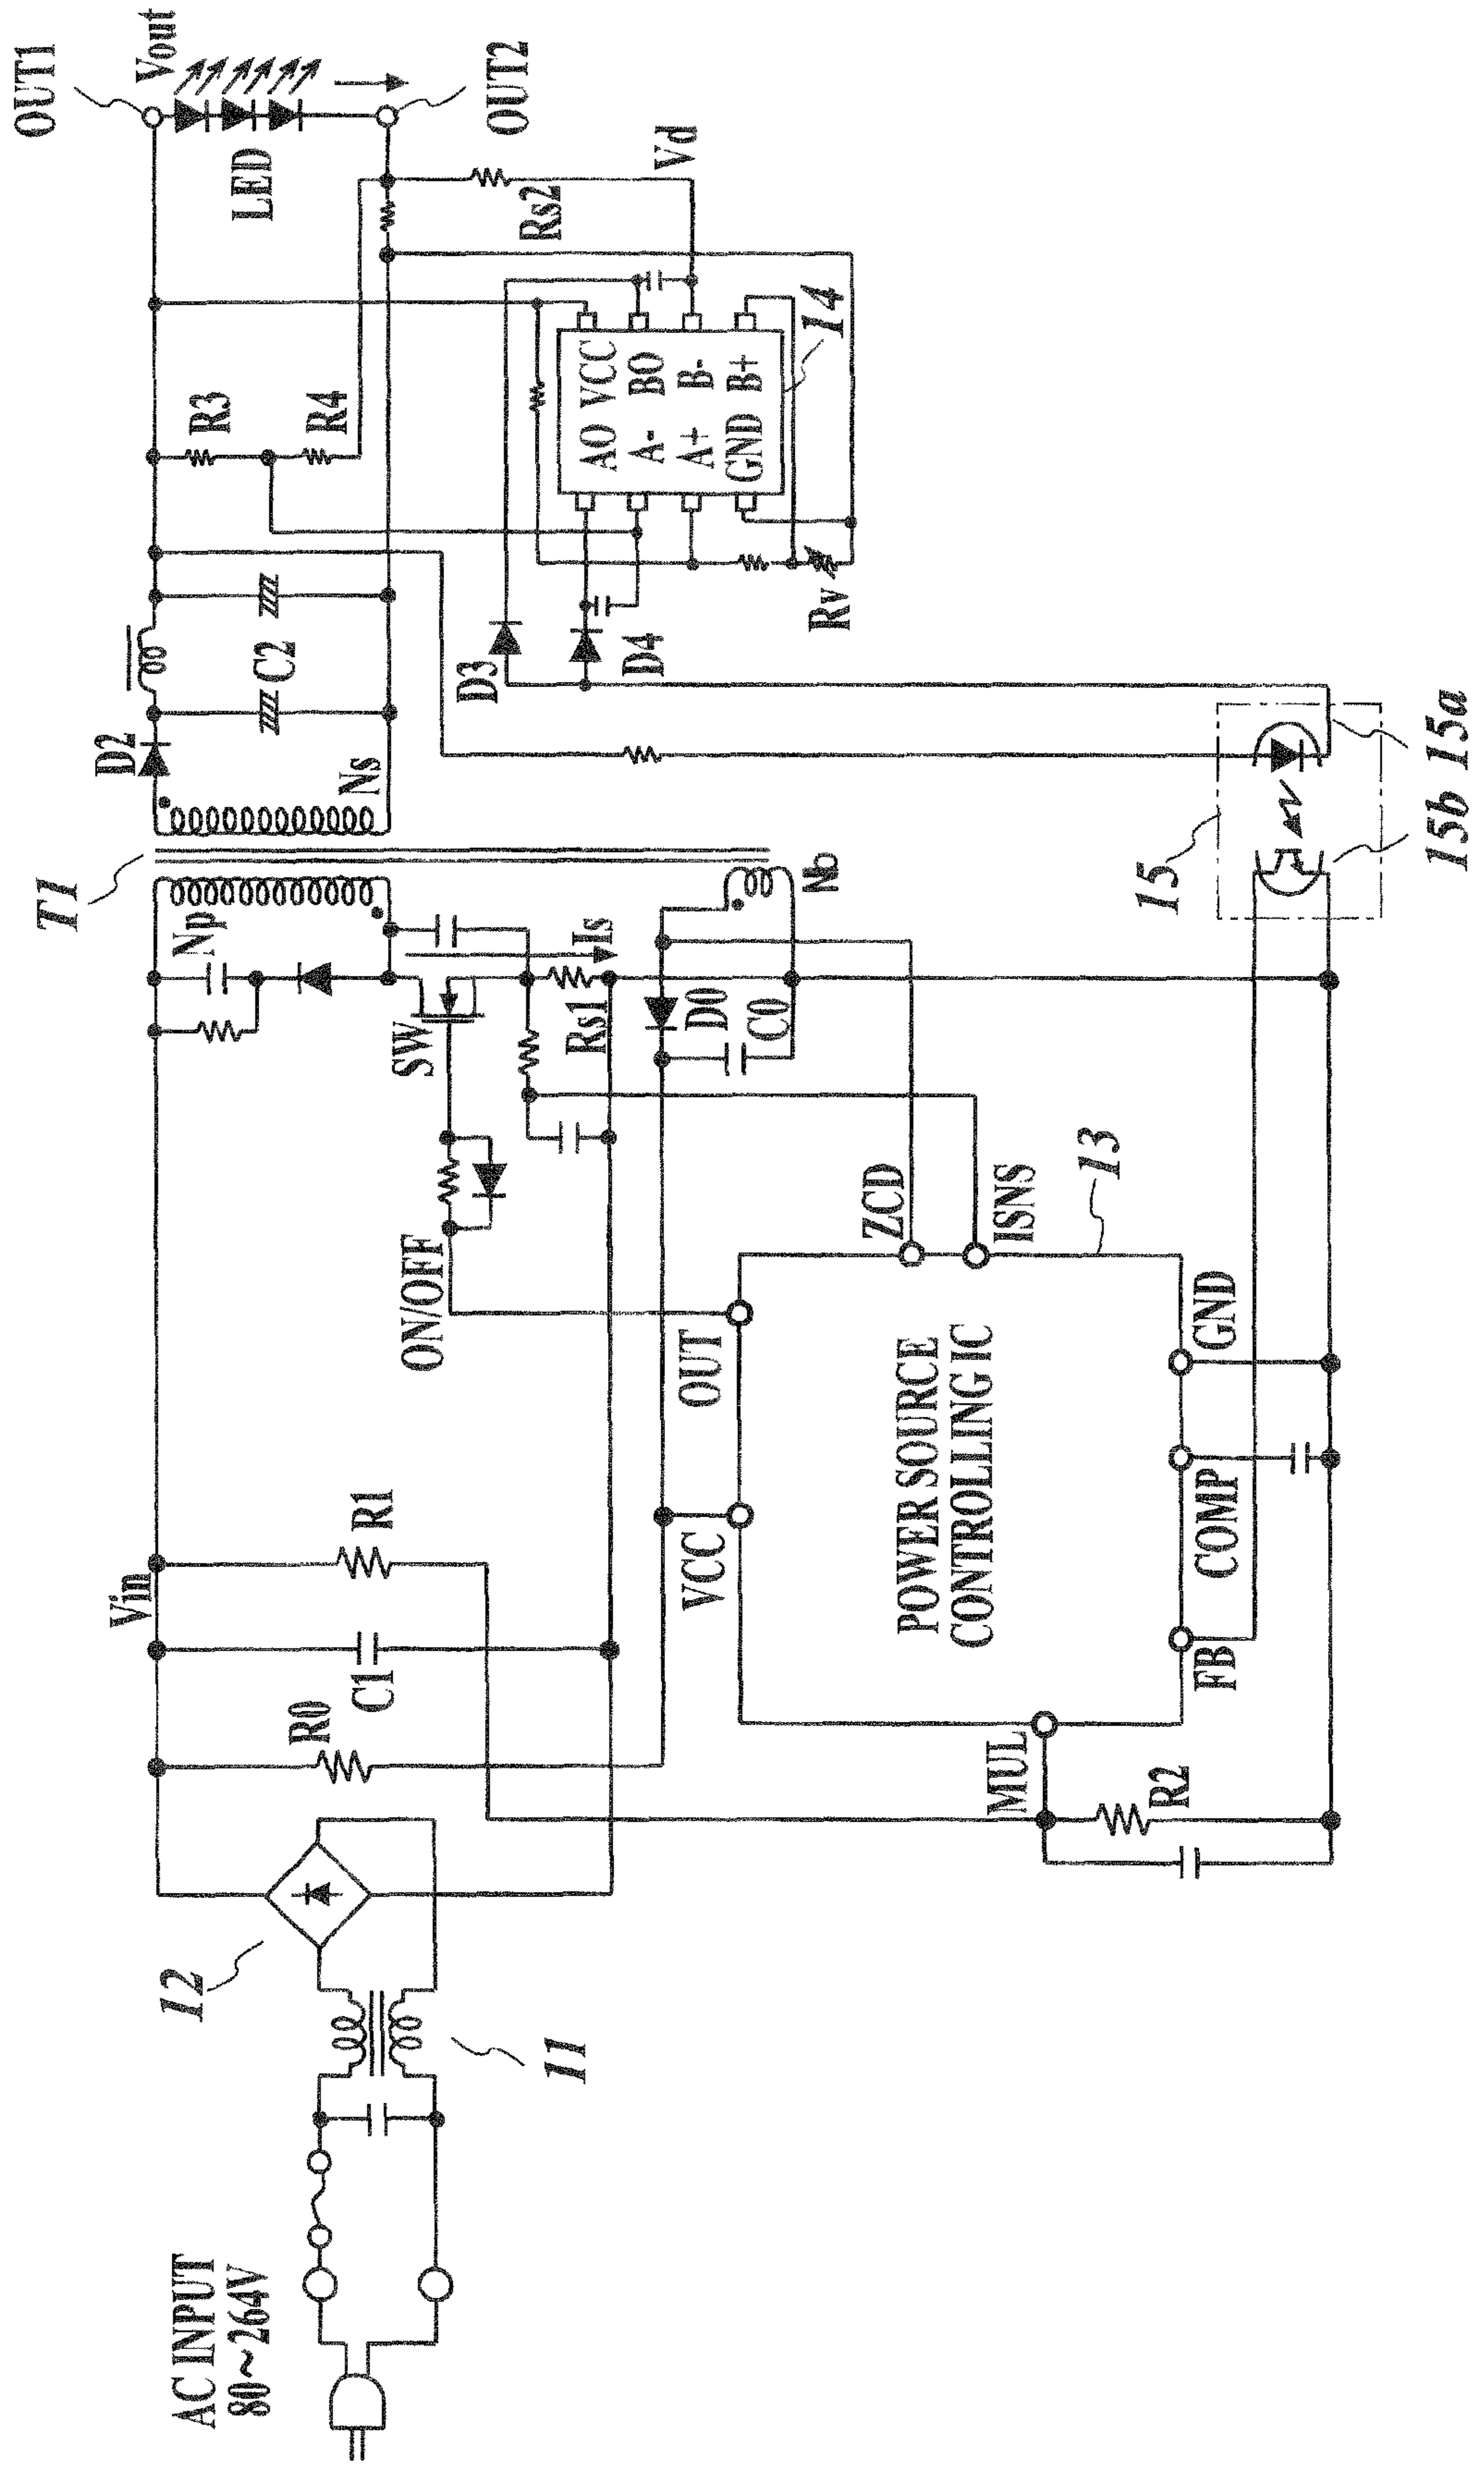 AC INPUT
80~264V
11
12
Vin
R0
C1
R1
MUL
R2
VCC
OUT
POWER SOURCE
CONTROLLING IC
FB
COMP
GND
ZCD
ISNS
13
ON/OFF
SW
Rs1
Is
D0
C0
Np
T1
Nb
Ns
D2
C2
D3
D4
Rv
R3
R4
AO VCC
A- BO
A+ B-
GND B+
14
Rs2
Vd
LED
Vout
OUT1
OUT2
15
15b
15a